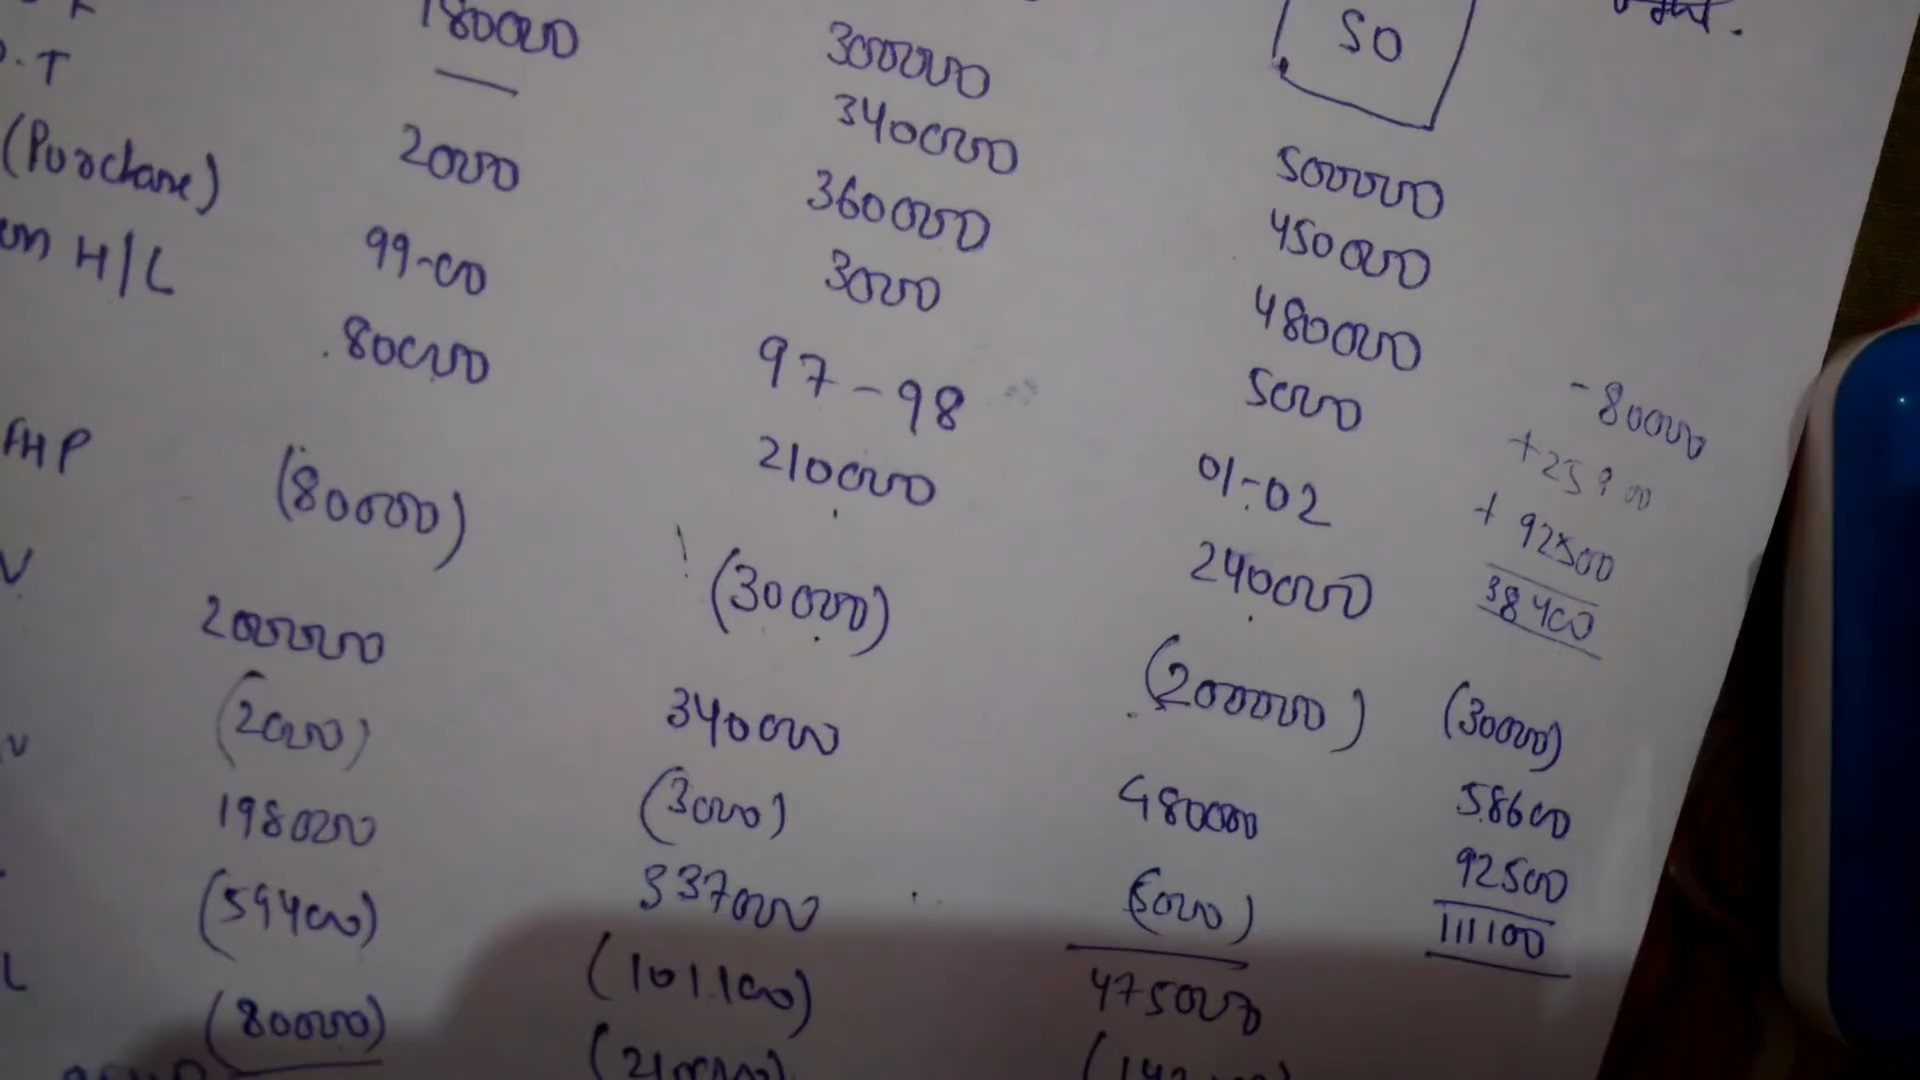 180000 300000 50
.T 340000 500000
(Purchase) 2000 360000 450000
on H/L 99-00 3000 480000
80000 97-98 5000 -80000
210000 01-02 +25900
FHP (80000) (30000) 240000 + 92500
38400
V 200000 340000 (200000) (30000)
(2000) (3000) 480000 58600
V 198000 337000 (5000) 92500
(59400) (101100) 475000 111100
L (80000)